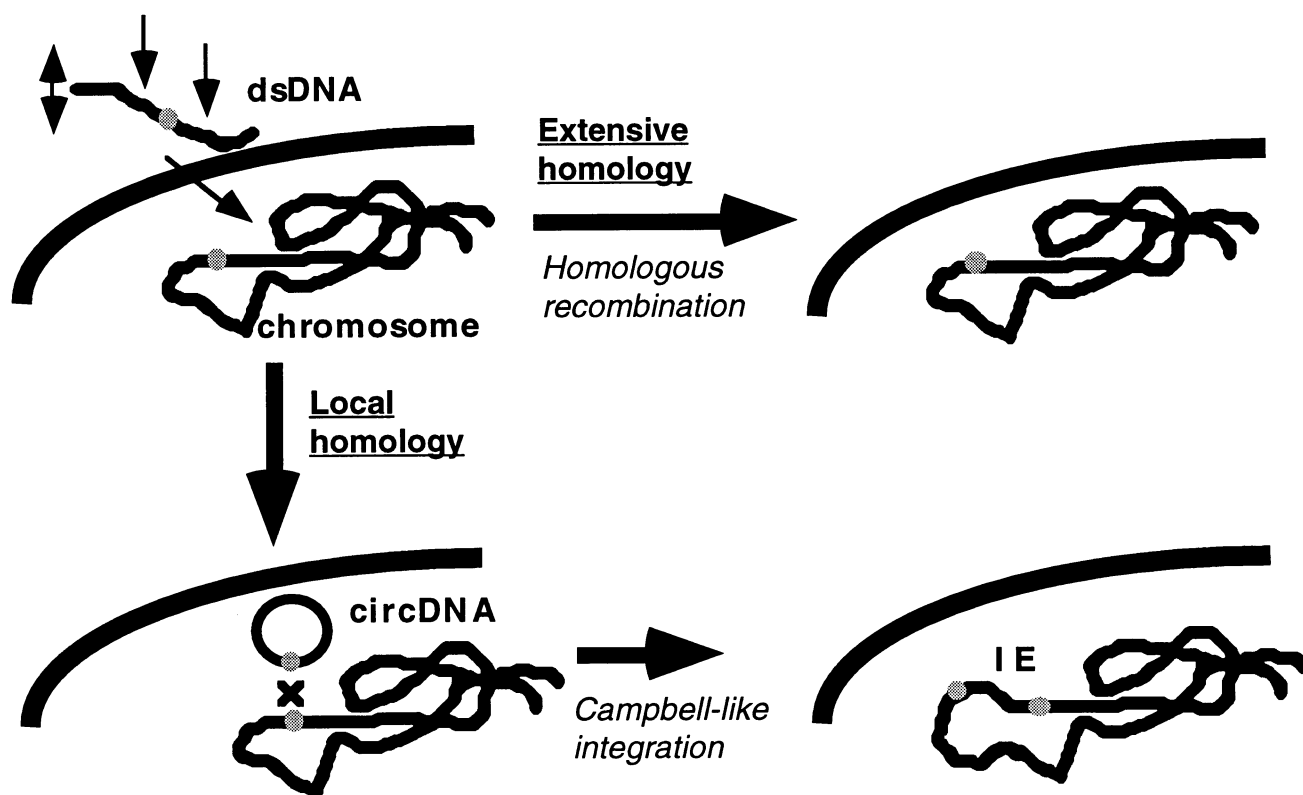 dsDNA
Extensive
homology
Homologous
recombination
chromosome
Local
homology
circDNA
IE
Campbell-like
integration